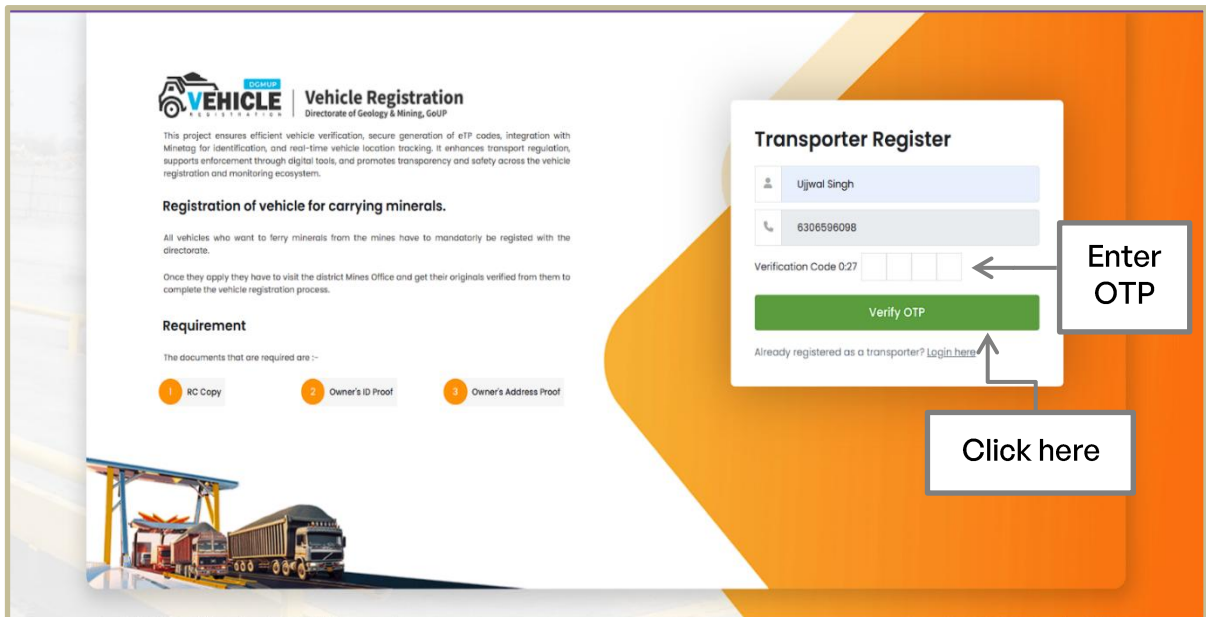 DGMUP
VEHICLE
REGISTRATION
Vehicle Registration
Directorate of Geology & Mining, GoUP
This project ensures efficient vehicle verification, secure generation of eTP codes, integration with
Minetag for identification, and real-time vehicle location tracking. It enhances transport regulation,
supports enforcement through digital tools, and promotes transparency and safety across the vehicle
registration and monitoring ecosystem.
Registration of vehicle for carrying minerals.
All vehicles who want to ferry minerals from the mines have to mandatorily be registed with the
directorate.
Once they apply they have to visit the district Mines Office and get their originals verified from them to
complete the vehicle registration process.
Requirement
The documents that are required are :-
1 RC Copy
2 Owner's ID Proof
3 Owner's Address Proof
Transporter Register
Ujjwal Singh
6306596098
Verification Code 0:27
Verify OTP
Already registered as a transporter? Login here
Enter
OTP
Click here